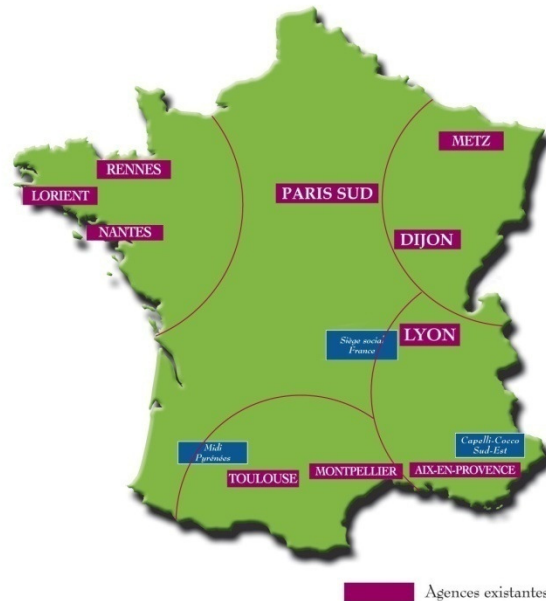 METZ
RENNES
PARIS SUD
LORIENT
NANTES
DIJON
Siège social
France
LYON
Midi
Pyrénées
Capelli-Cocco
Sud-Est
TOULOUSE
MONTPELLIER
AIX-EN-PROVENCE
Agences existantes